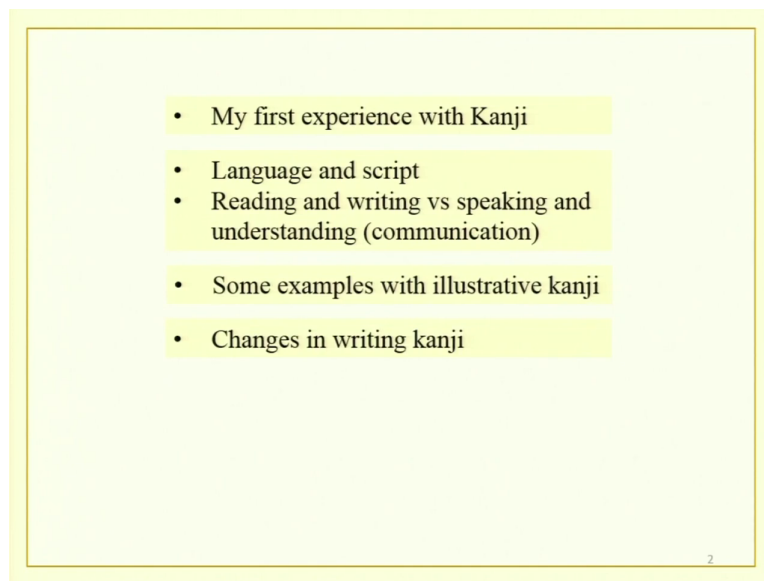 • My first experience with Kanji
• Language and script
• Reading and writing vs speaking and
understanding (communication)
• Some examples with illustrative kanji
• Changes in writing kanji
2